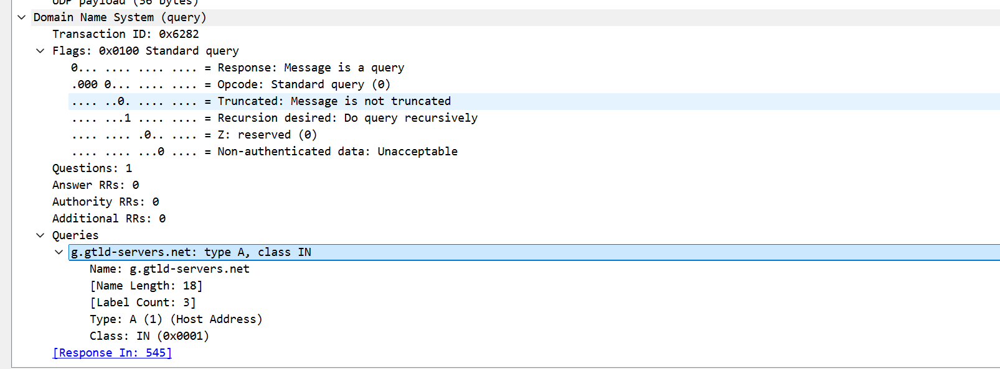 UDP payload (36 bytes)
Domain Name System (query)
Transaction ID: 0x6282
Flags: 0x0100 Standard query
0... .... .... .... = Response: Message is a query
.000 0... .... .... = Opcode: Standard query (0)
.... ..0. .... .... = Truncated: Message is not truncated
.... ...1 .... .... = Recursion desired: Do query recursively
.... .... .0.. .... = Z: reserved (0)
.... .... ...0 .... = Non-authenticated data: Unacceptable
Questions: 1
Answer RRs: 0
Authority RRs: 0
Additional RRs: 0
Queries
g.gtld-servers.net: type A, class IN
Name: g.gtld-servers.net
[Name Length: 18]
[Label Count: 3]
Type: A (1) (Host Address)
Class: IN (0x0001)
[Response In: 545]